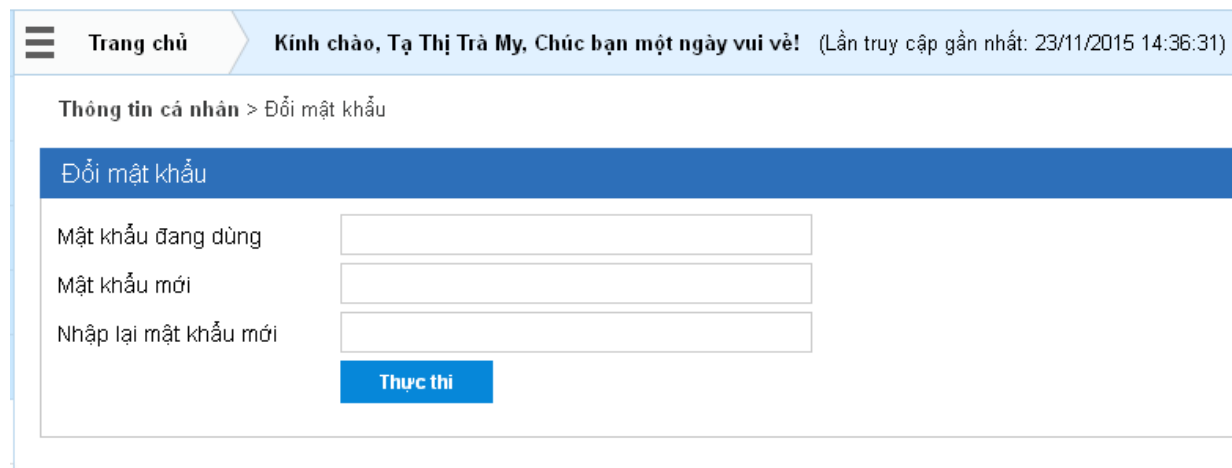 Trang chủ Kính chào, Tạ Thị Trà My, Chúc bạn một ngày vui vẻ! (Lần truy cập gần nhất: 23/11/2015 14:36:31)
Thông tin cá nhân > Đổi mật khẩu
Đổi mật khẩu
Mật khẩu đang dùng
Mật khẩu mới
Nhập lại mật khẩu mới
Thực thi